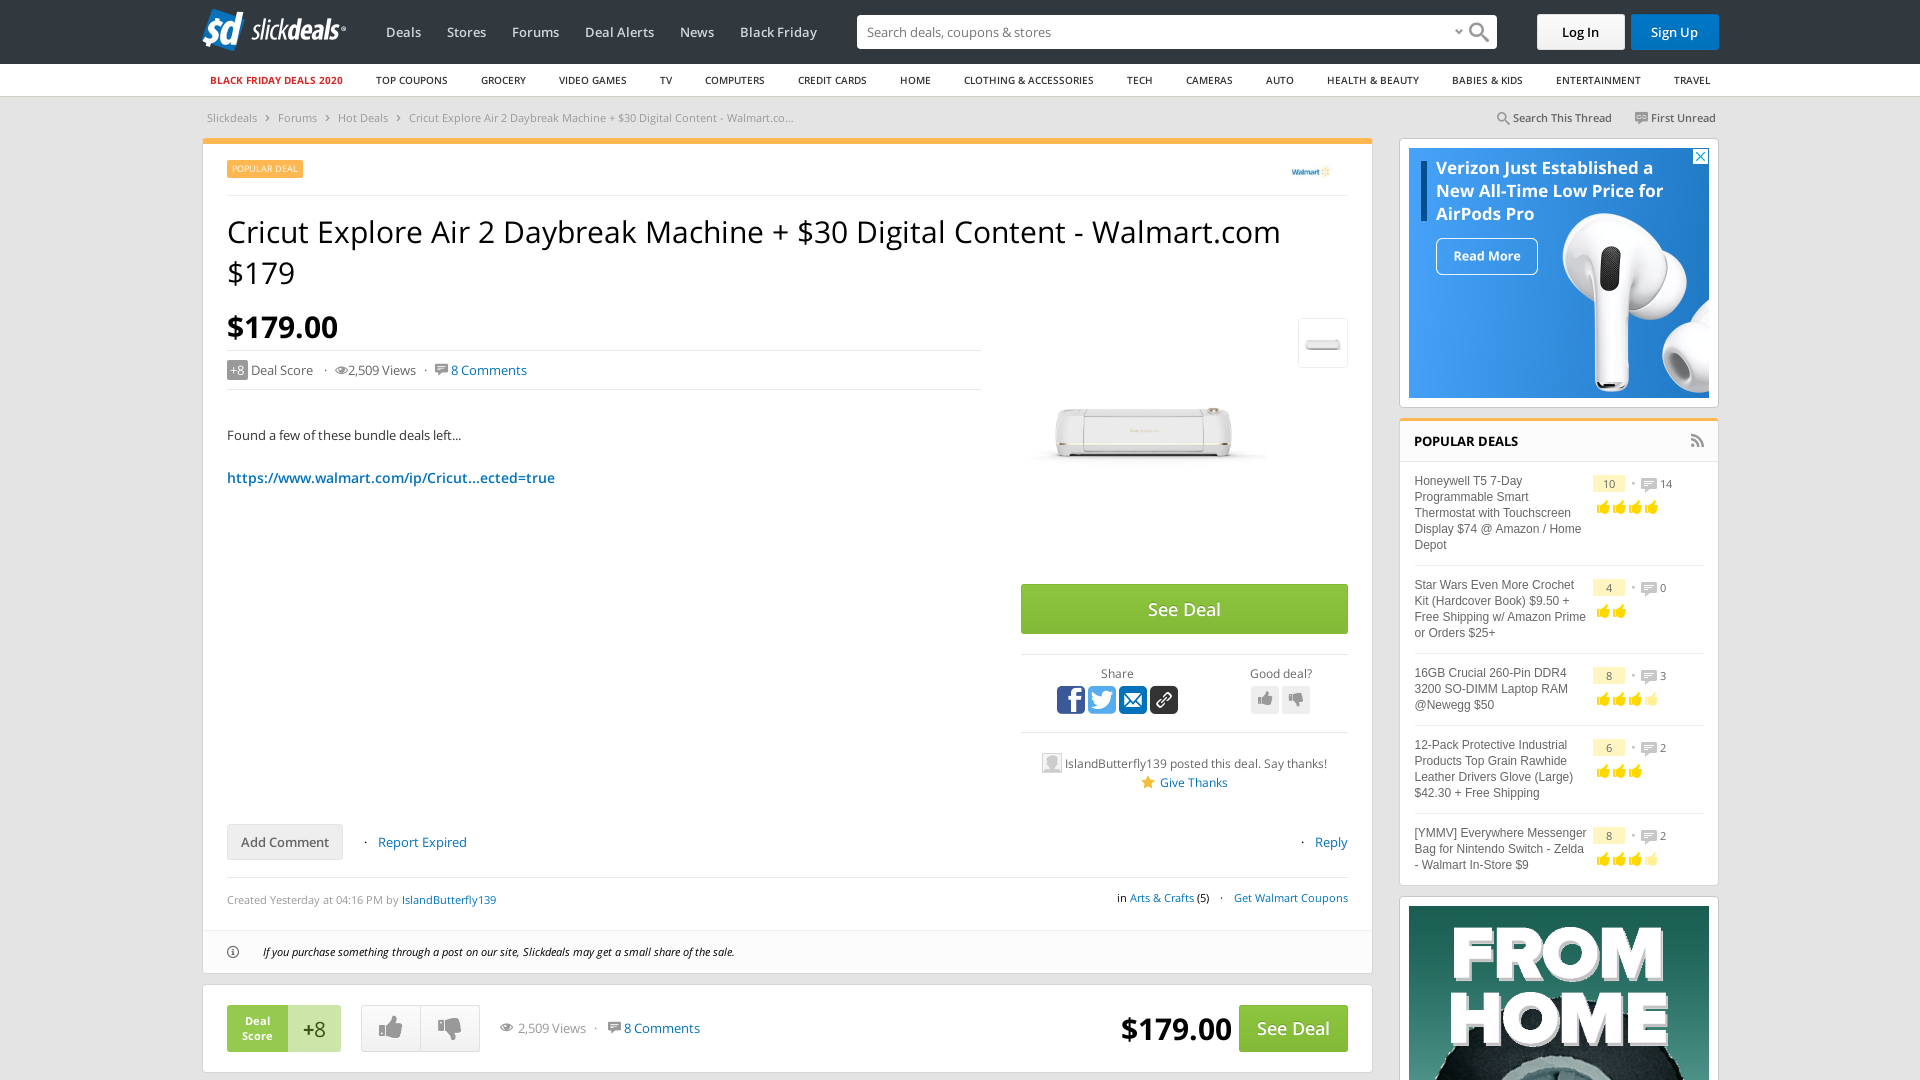 slickdeals
Deals Stores Forums Deal Alerts News Black Friday
Search deals, coupons & stores
Log In Sign Up
BLACK FRIDAY DEALS 2020 TOP COUPONS GROCERY VIDEO GAMES TV COMPUTERS CREDIT CARDS HOME CLOTHING & ACCESSORIES TECH CAMERAS AUTO HEALTH & BEAUTY BABIES & KIDS ENTERTAINMENT TRAVEL
Slickdeals > Forums > Hot Deals > Cricut Explore Air 2 Daybreak Machine + $30 Digital Content - Walmart.co...
Search This Thread First Unread
POPULAR DEAL
Walmart
Cricut Explore Air 2 Daybreak Machine + $30 Digital Content - Walmart.com
$179
$179.00
+8 Deal Score · 2,509 Views · 8 Comments
Found a few of these bundle deals left...
https://www.walmart.com/ip/Cricut...ected=true
See Deal
Share
Good deal?
IslandButterfly139 posted this deal. Say thanks!
Give Thanks
Add Comment · Report Expired
· Reply
Created Yesterday at 04:16 PM by IslandButterfly139
in Arts & Crafts (5) · Get Walmart Coupons
If you purchase something through a post on our site, Slickdeals may get a small share of the sale.
Deal
Score
+8
2,509 Views · 8 Comments
$179.00 See Deal
Verizon Just Established a
New All-Time Low Price for
AirPods Pro
Read More
POPULAR DEALS
Honeywell T5 7-Day
Programmable Smart
Thermostat with Touchscreen
Display $74 @ Amazon / Home
Depot
10 • 14
Star Wars Even More Crochet
Kit (Hardcover Book) $9.50 +
Free Shipping w/ Amazon Prime
or Orders $25+
4 • 0
16GB Crucial 260-Pin DDR4
3200 SO-DIMM Laptop RAM
@Newegg $50
8 • 3
12-Pack Protective Industrial
Products Top Grain Rawhide
Leather Drivers Glove (Large)
$42.30 + Free Shipping
6 • 2
[YMMV] Everywhere Messenger
Bag for Nintendo Switch - Zelda
- Walmart In-Store $9
8 • 2
FROM
HOME